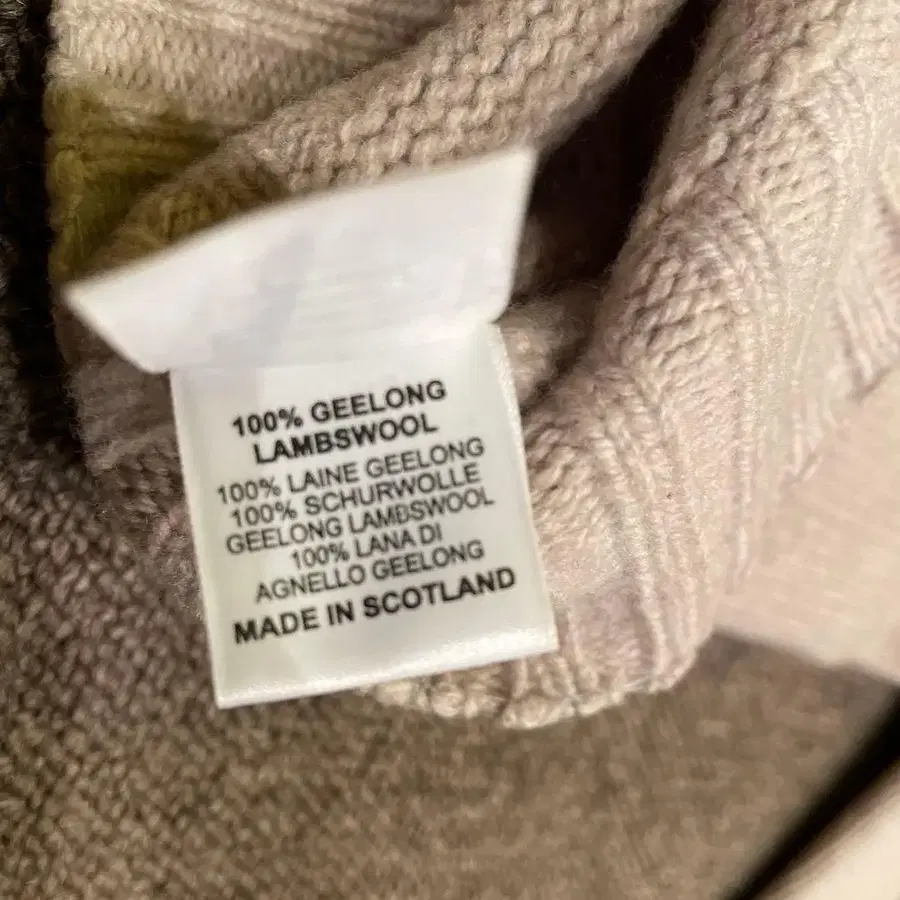 100% GEELONG
LAMBSWOOL
100% LAINE GEELONG
100% SCHURWOLLE
GEELONG LAMBSWOOL
100% LANA DI
AGNELLO GEELONG
MADE IN SCOTLAND